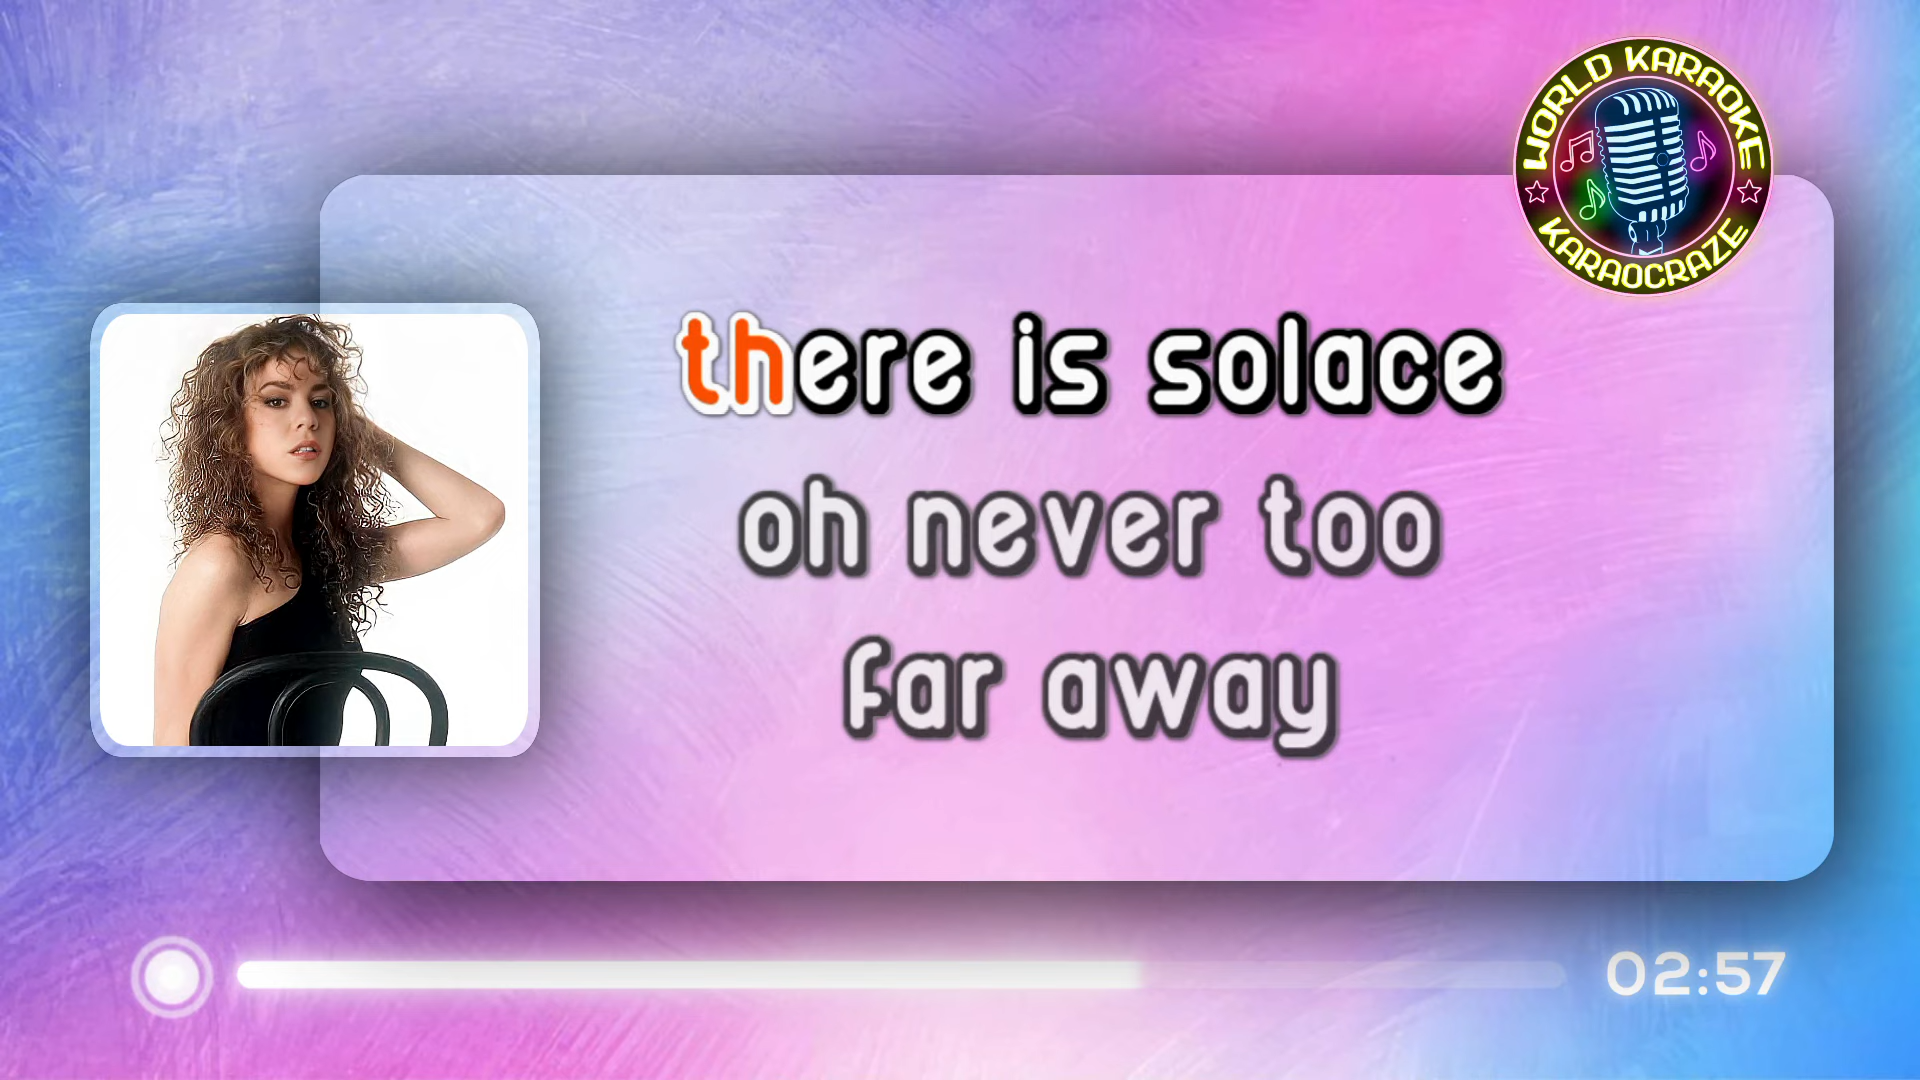 WORLD KARAOKE
KARAOCRAZE
there is solace
oh never too
far away
02:57